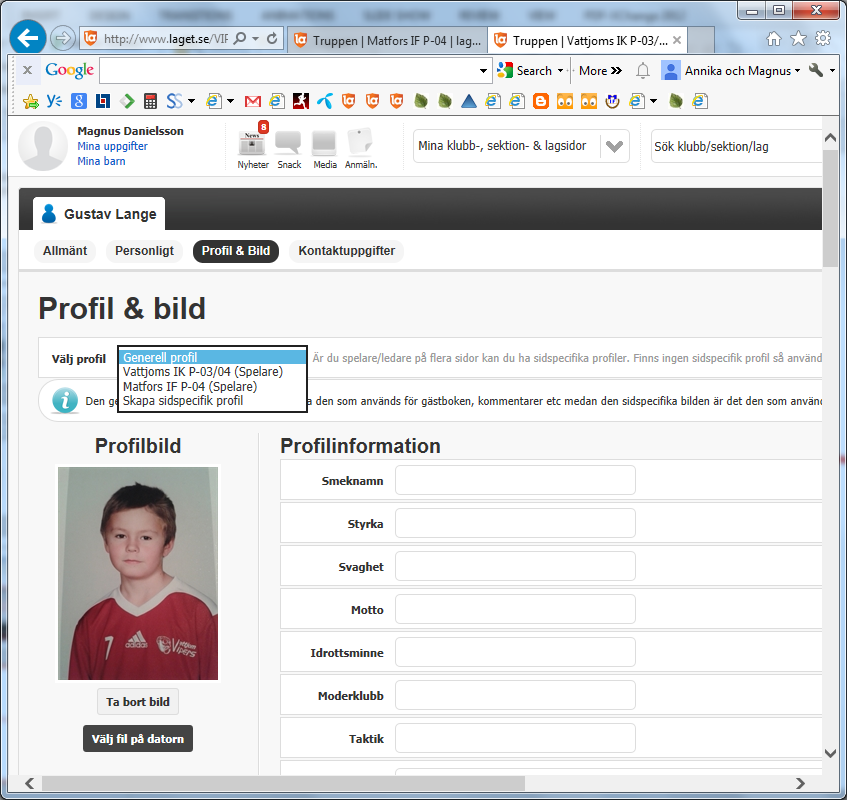 http://www.laget.se/VIF
Truppen | Matfors IF P-04 | lag...
Truppen | Vattjoms IK P-03/...
X Google
Search
More »
Annika och Magnus
Magnus Danielsson
Mina uppgifter
Mina barn
8
News
Nyheter
Snack
Media
Anmäln.
Mina klubb-, sektion- & lagsidor
Sök klubb/sektion/lag
Gustav Lange
Allmänt
Personligt
Profil & Bild
Kontaktuppgifter
Profil & bild
Välj profil
Generell profil
Vattjoms IK P-03/04 (Spelare)
Matfors IF P-04 (Spelare)
Skapa sidspecifik profil
Är du spelare/ledare på flera sidor kan du ha sidspecifika profiler. Finns ingen sidspecifik profil så använd
Den ge
a den som används för gästboken, kommentarer etc medan den sidspecifika bilden är det den som använd
Profilbild
7
adidas
Vattjom
Vipers
Ta bort bild
Välj fil på datorn
Profilinformation
Smeknamn
Styrka
Svaghet
Motto
Idrottsminne
Moderklubb
Taktik